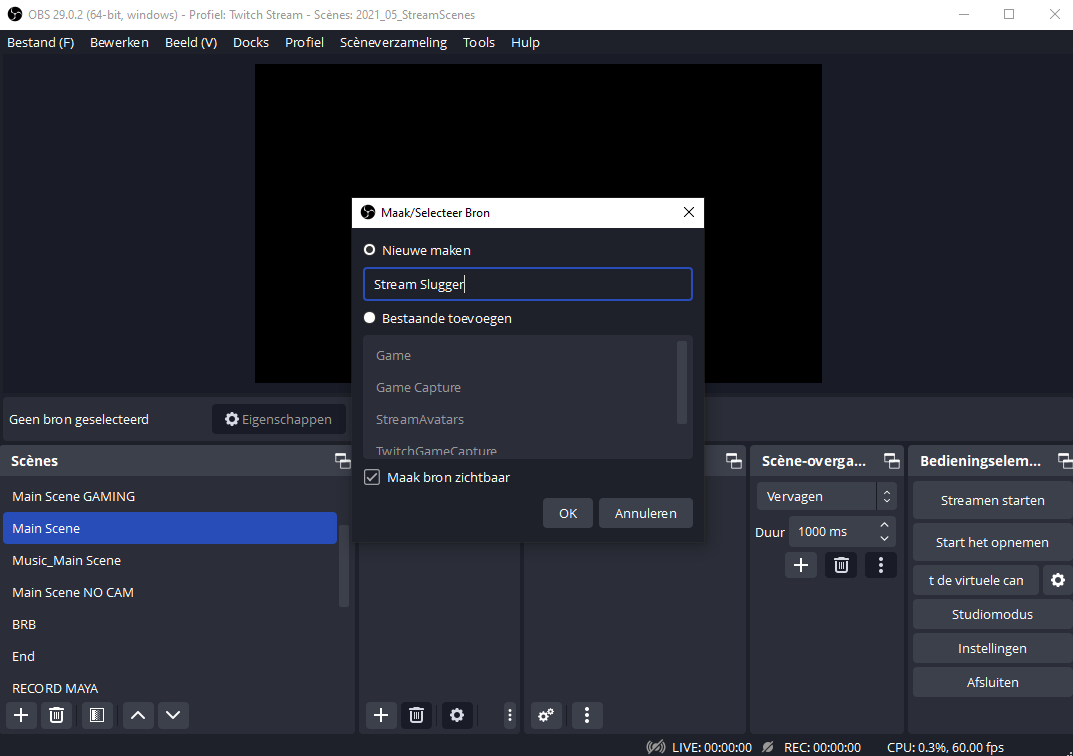 OBS 29.0.2 (64-bit, windows) - Profiel: Twitch Stream - Scènes: 2021_05_StreamScenes
Bestand (F) Bewerken Beeld (V) Docks Profiel Scèneverzameling Tools Hulp
Maak/Selecteer Bron
Nieuwe maken
Stream Slugger
Bestaande toevoegen
Game
Game Capture
StreamAvatars
TwitchGameCapture
Maak bron zichtbaar
OK Annuleren
Geen bron geselecteerd Eigenschappen
Scènes
Main Scene GAMING
Main Scene
Music_Main Scene
Main Scene NO CAM
BRB
End
RECORD MAYA
Scène-overga...
Vervagen
Duur 1000 ms
Bedieningselem...
Streamen starten
Start het opnemen
t de virtuele can
Studiomodus
Instellingen
Afsluiten
LIVE: 00:00:00 REC: 00:00:00 CPU: 0.3%, 60.00 fps